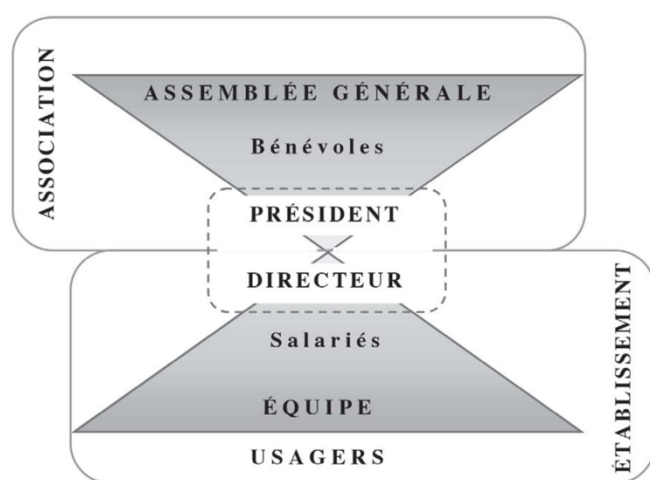 ASSOCIATION
ASSEMBLÉE GÉNÉRALE
Bénévoles
PRÉSIDENT
DIRECTEUR
Salariés
ÉQUIPE
USAGERS
ÉTABLISSEMENT